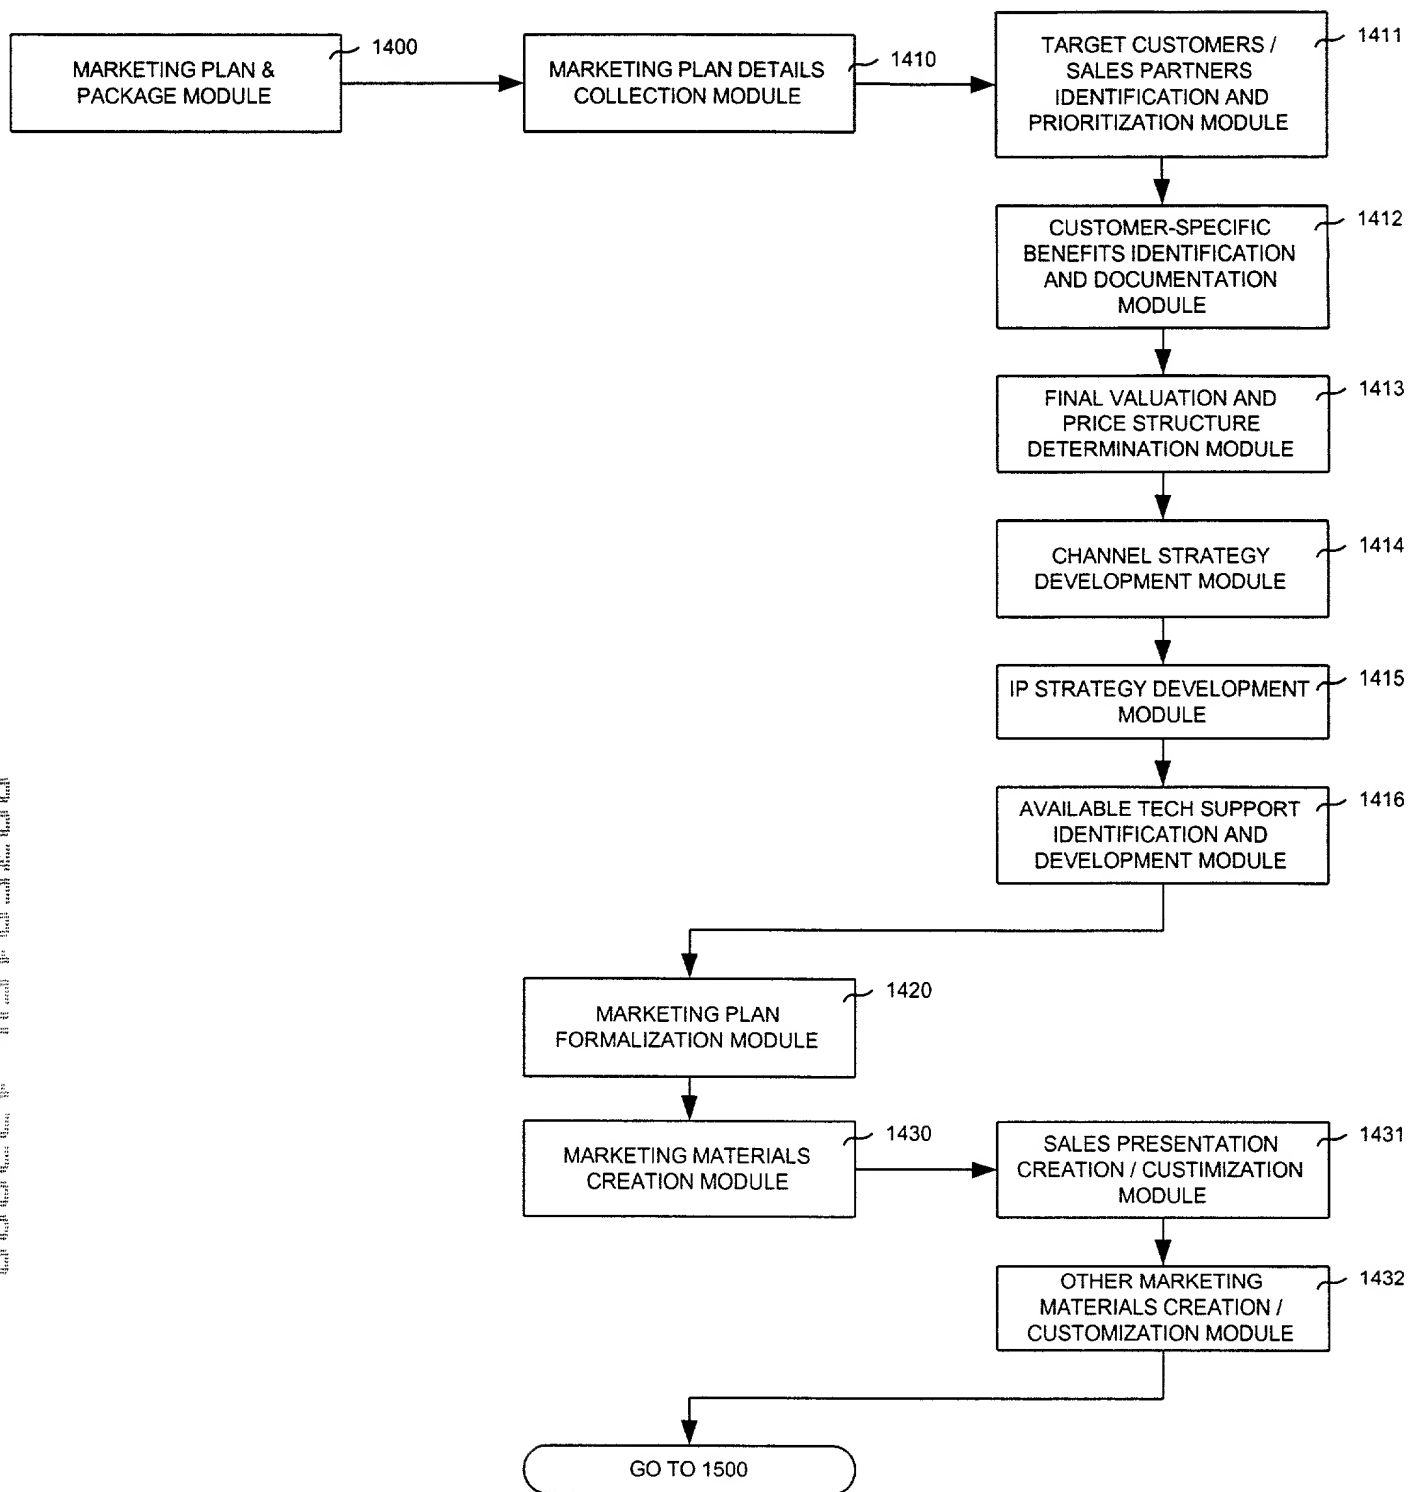 MARKETING PLAN &
PACKAGE MODULE
1400
MARKETING PLAN DETAILS
COLLECTION MODULE
1410
TARGET CUSTOMERS /
SALES PARTNERS
IDENTIFICATION AND
PRIORITIZATION MODULE
1411
CUSTOMER-SPECIFIC
BENEFITS IDENTIFICATION
AND DOCUMENTATION
MODULE
1412
FINAL VALUATION AND
PRICE STRUCTURE
DETERMINATION MODULE
1413
CHANNEL STRATEGY
DEVELOPMENT MODULE
1414
IP STRATEGY DEVELOPMENT
MODULE
1415
AVAILABLE TECH SUPPORT
IDENTIFICATION AND
DEVELOPMENT MODULE
1416
MARKETING PLAN
FORMALIZATION MODULE
1420
MARKETING MATERIALS
CREATION MODULE
1430
SALES PRESENTATION
CREATION / CUSTIMIZATION
MODULE
1431
OTHER MARKETING
MATERIALS CREATION /
CUSTOMIZATION MODULE
1432
GO TO 1500